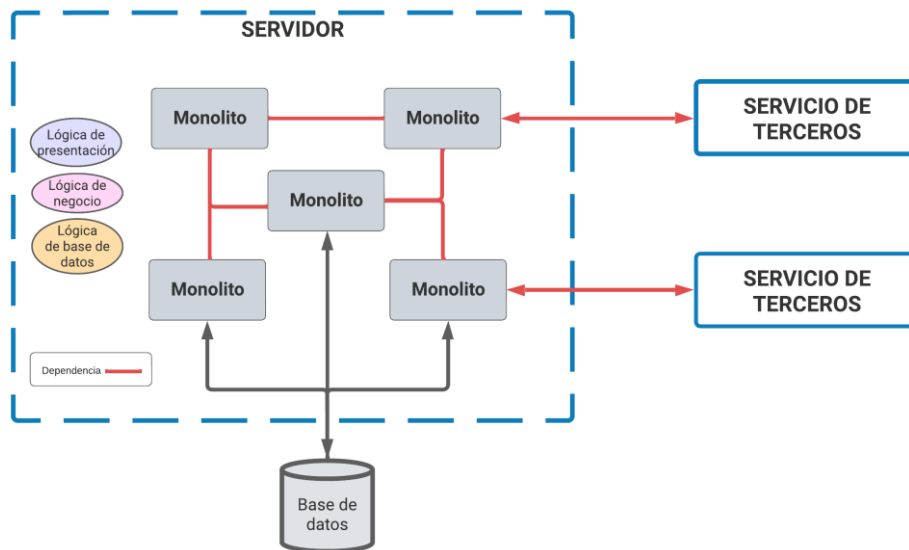 SERVIDOR
Monolito
Monolito
SERVICIO DE
TERCEROS
Lógica de
presentación
Lógica de
negocio
Monolito
Lógica
de base de
datos
Monolito
Monolito
SERVICIO DE
TERCEROS
Dependencia
Base de
datos